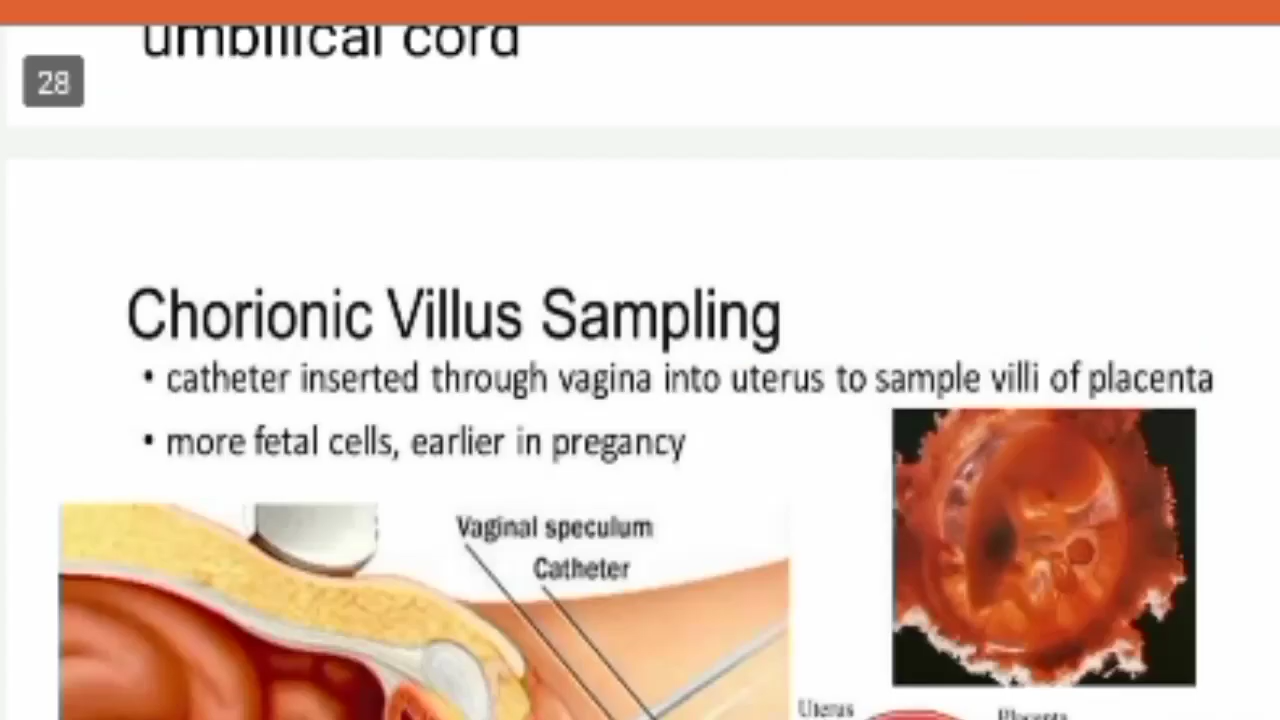 umbilical cord
28
Chorionic Villus Sampling
• catheter inserted through vagina into uterus to sample villi of placenta
• more fetal cells, earlier in pregancy
Vaginal speculum
Catheter
Uterus
Placenta